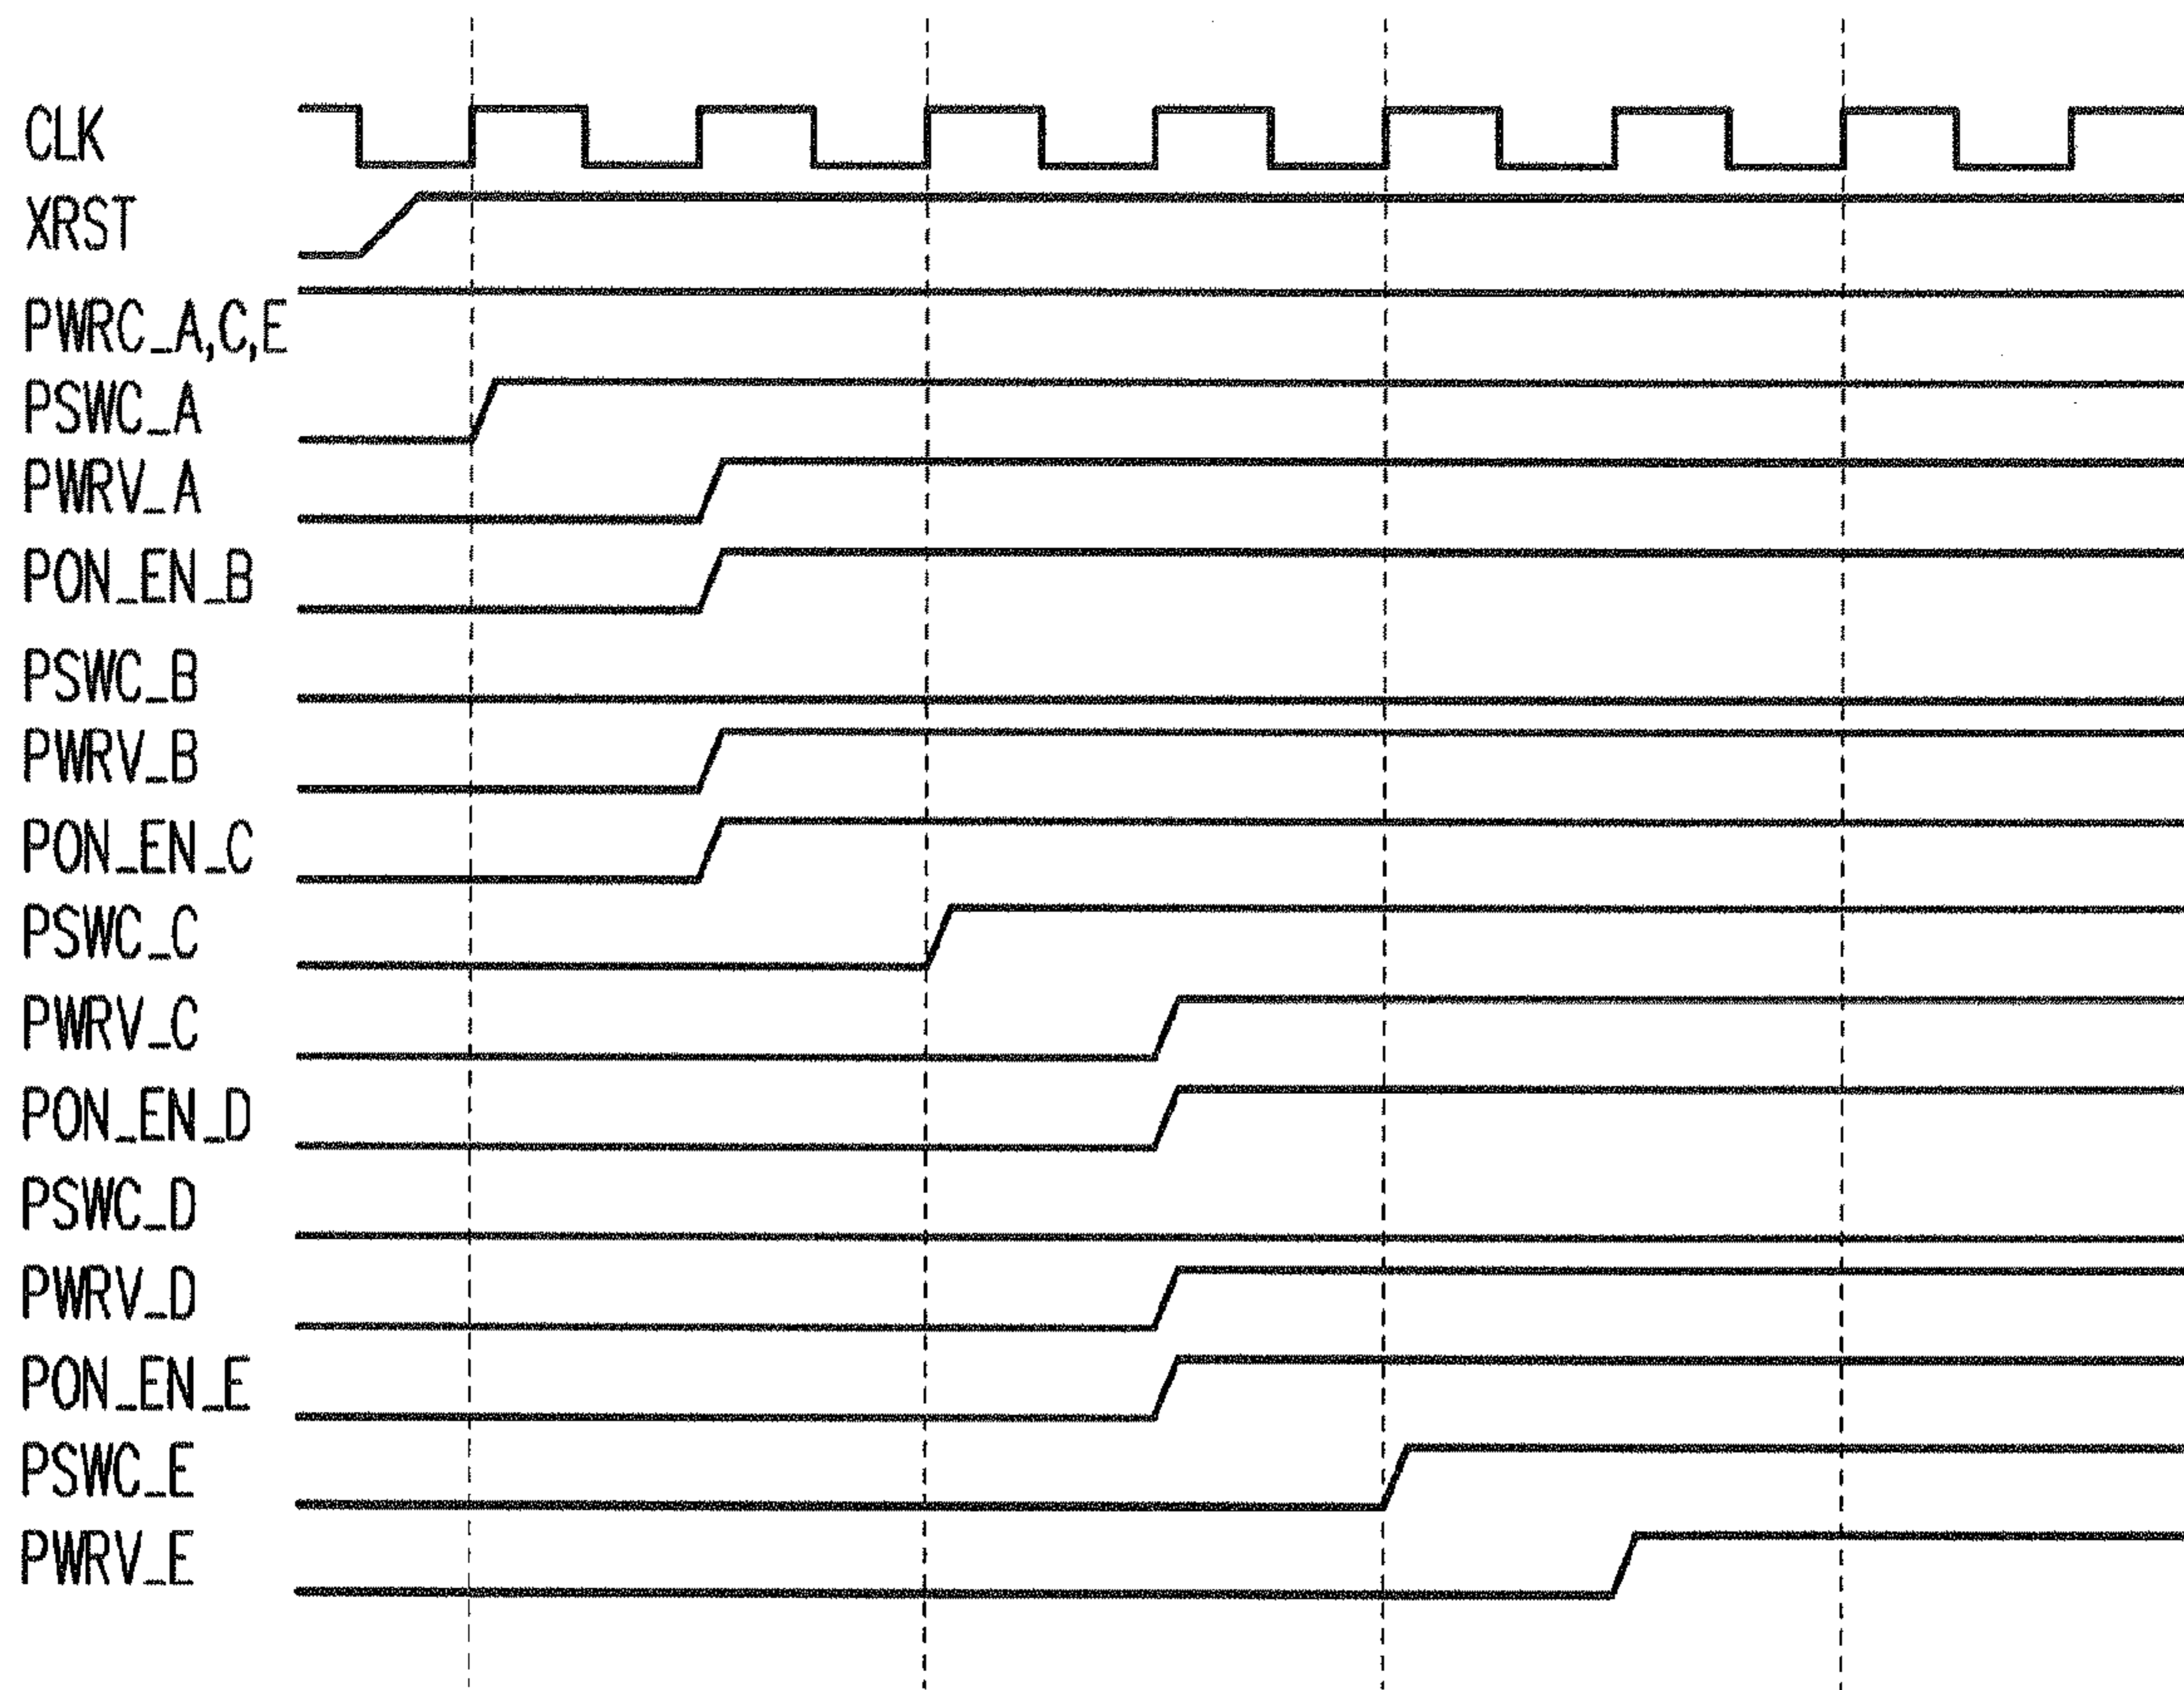 CLK
XRST
PWRC_A,C,E
PSWC_A
PWRV_A
PON_EN_B
PSWC_B
PWRV_B
PON_EN_C
PSWC_C
PWRV_C
PON_EN_D
PSWC_D
PWRV_D
PON_EN_E
PSWC_E
PWRV_E